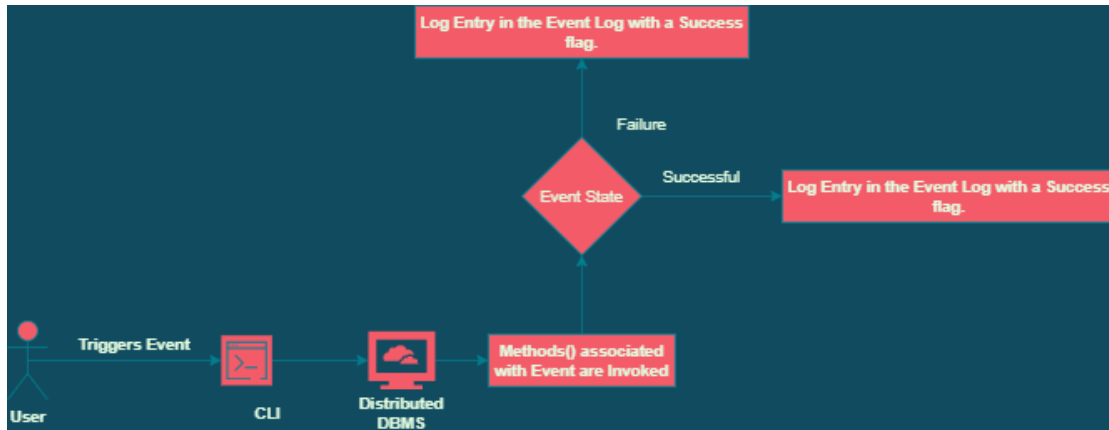 Log Entry in the Event Log with a Success
flag.
Failure
Successful
Event State
Log Entry in the Event Log with a Success
flag.
Triggers Event
Methods() associated
with Event are Invoked
User
CLI
Distributed
DBMS